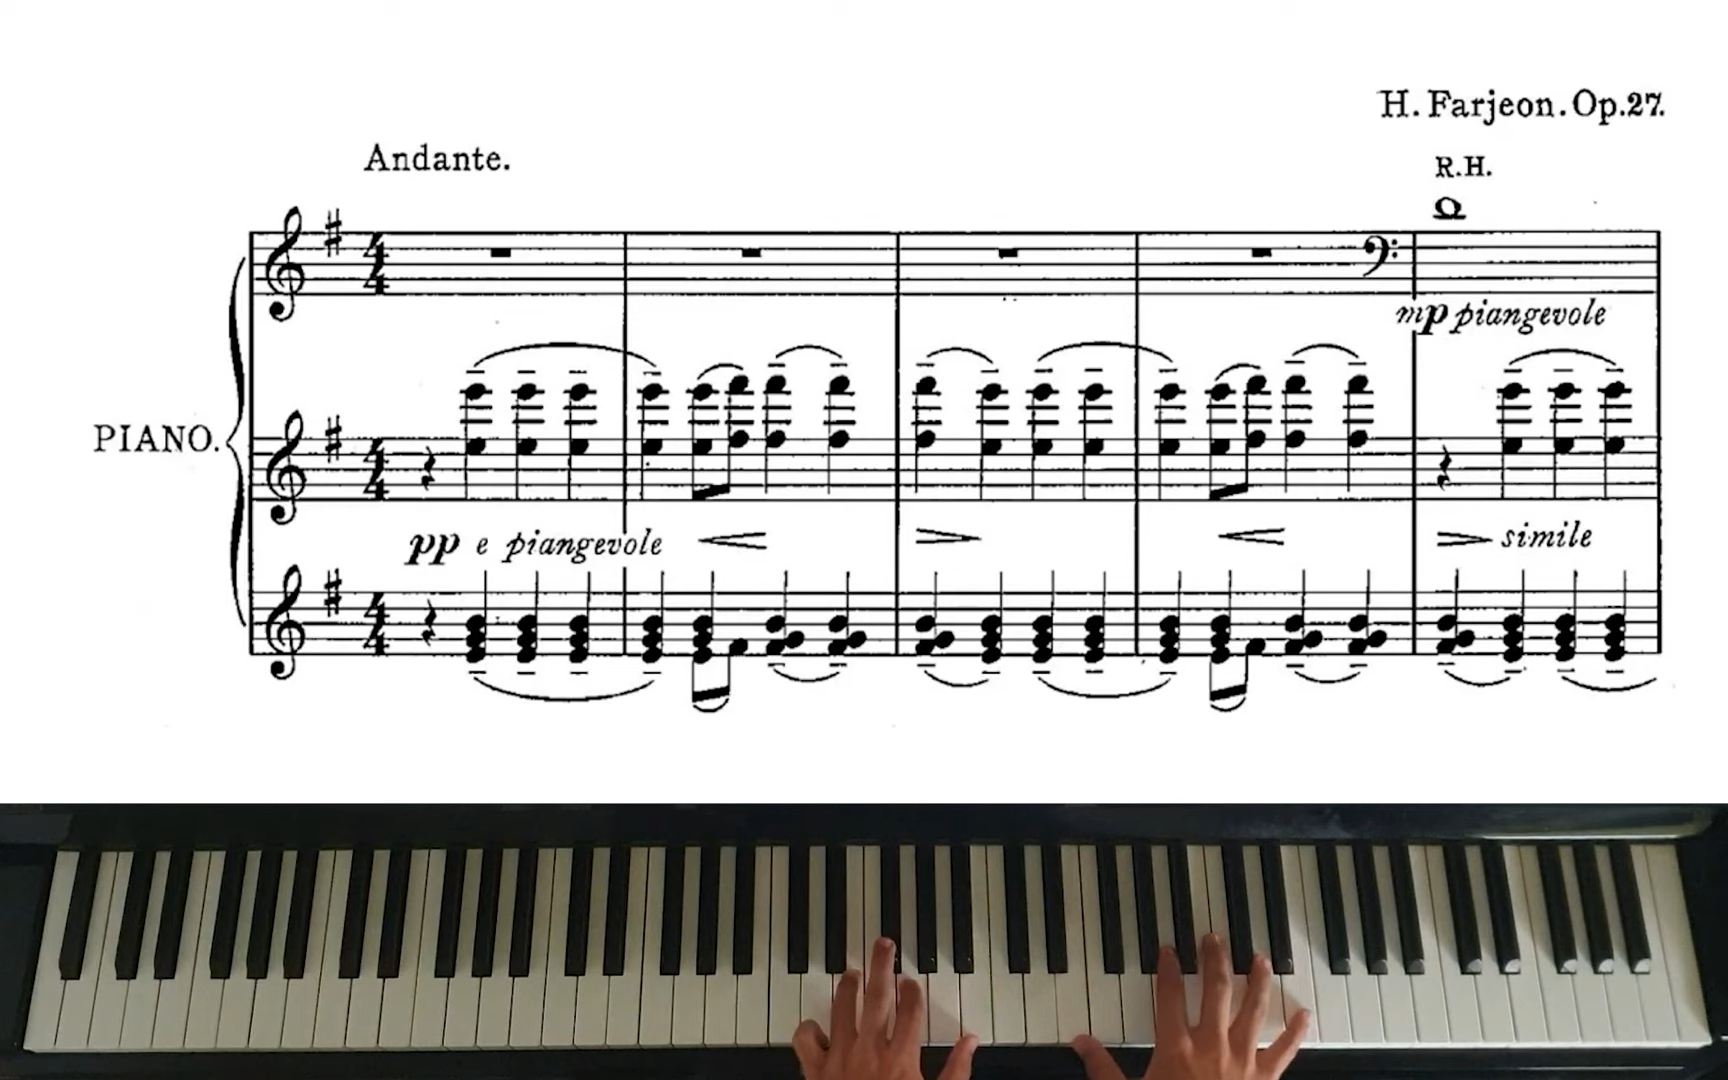 H. Farjeon. Op. 27.
Andante.
R.H.
mp piangevole
PIANO.
pp e piangevole
simile